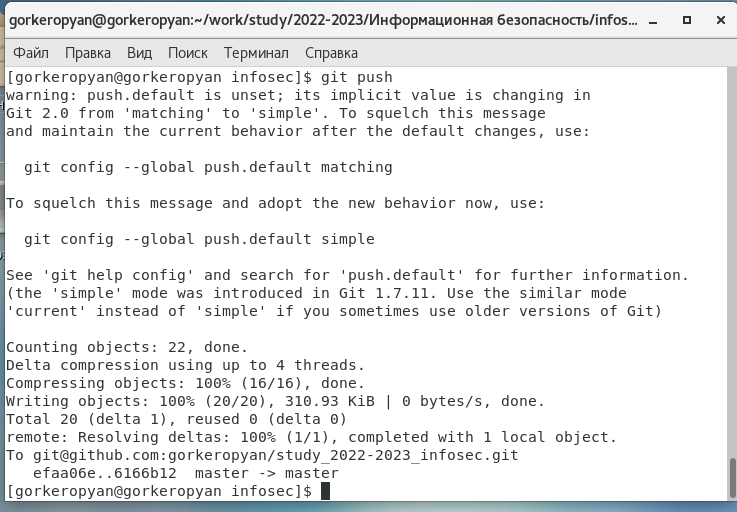 gorkeropyan@gorkeropyan:~/work/study/2022-2023/Информационная безопасность/infos...
Файл Правка Вид Поиск Терминал Справка
[gorkeropyan@gorkeropyan infosec]$ git push
warning: push.default is unset; its implicit value is changing in
Git 2.0 from 'matching' to 'simple'. To squelch this message
and maintain the current behavior after the default changes, use:
git config --global push.default matching
To squelch this message and adopt the new behavior now, use:
git config --global push.default simple
See 'git help config' and search for 'push.default' for further information.
(the 'simple' mode was introduced in Git 1.7.11. Use the similar mode
'current' instead of 'simple' if you sometimes use older versions of Git)
Counting objects: 22, done.
Delta compression using up to 4 threads.
Compressing objects: 100% (16/16), done.
Writing objects: 100% (20/20), 310.93 KiB | 0 bytes/s, done.
Total 20 (delta 1), reused 0 (delta 0)
remote: Resolving deltas: 100% (1/1), completed with 1 local object.
To git@github.com:gorkeropyan/study_2022-2023_infosec.git
efaa06e..6166b12  master -> master
[gorkeropyan@gorkeropyan infosec]$